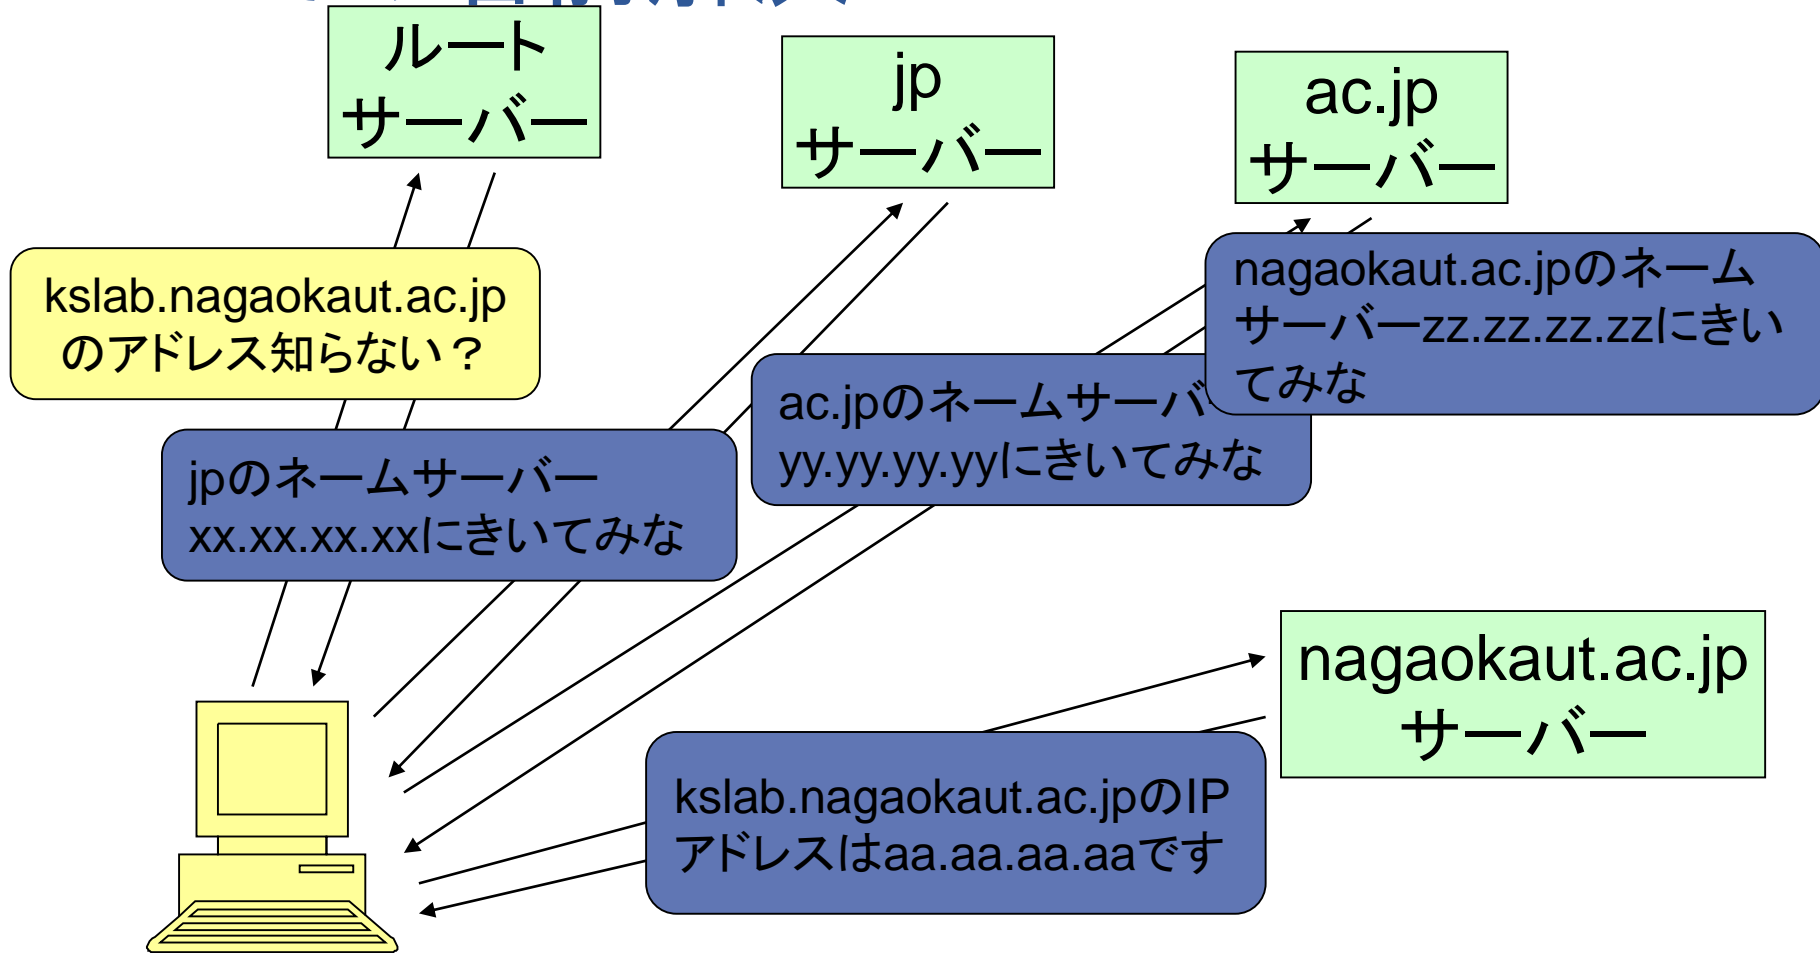 ルート
サーバー
jp
サーバー
ac.jp
サーバー
kslab.nagaokaut.ac.jp
のアドレス知らない？
nagaokaut.ac.jpのネーム
サーバーzz.zz.zz.zzにきい
てみな
ac.jpのネームサーバ
yy.yy.yy.yyにきいてみな
jpのネームサーバー
xx.xx.xx.xxにきいてみな
nagaokaut.ac.jp
サーバー
kslab.nagaokaut.ac.jpのIP
アドレスはaa.aa.aa.aaです